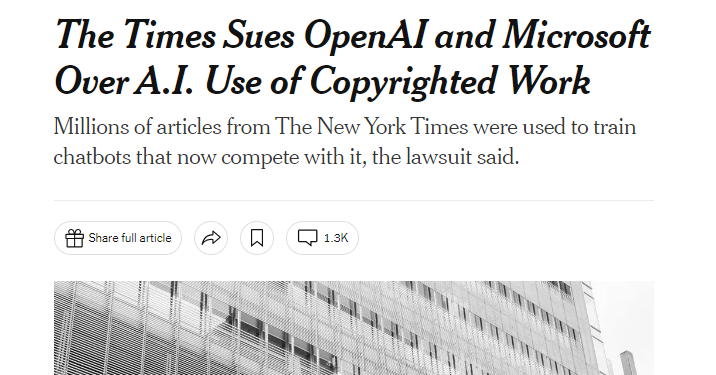 The Times Sues OpenAI and Microsoft
Over A.I. Use of Copyrighted Work
Millions of articles from The New York Times were used to train
chatbots that now compete with it, the lawsuit said.
Share full article
1.3K